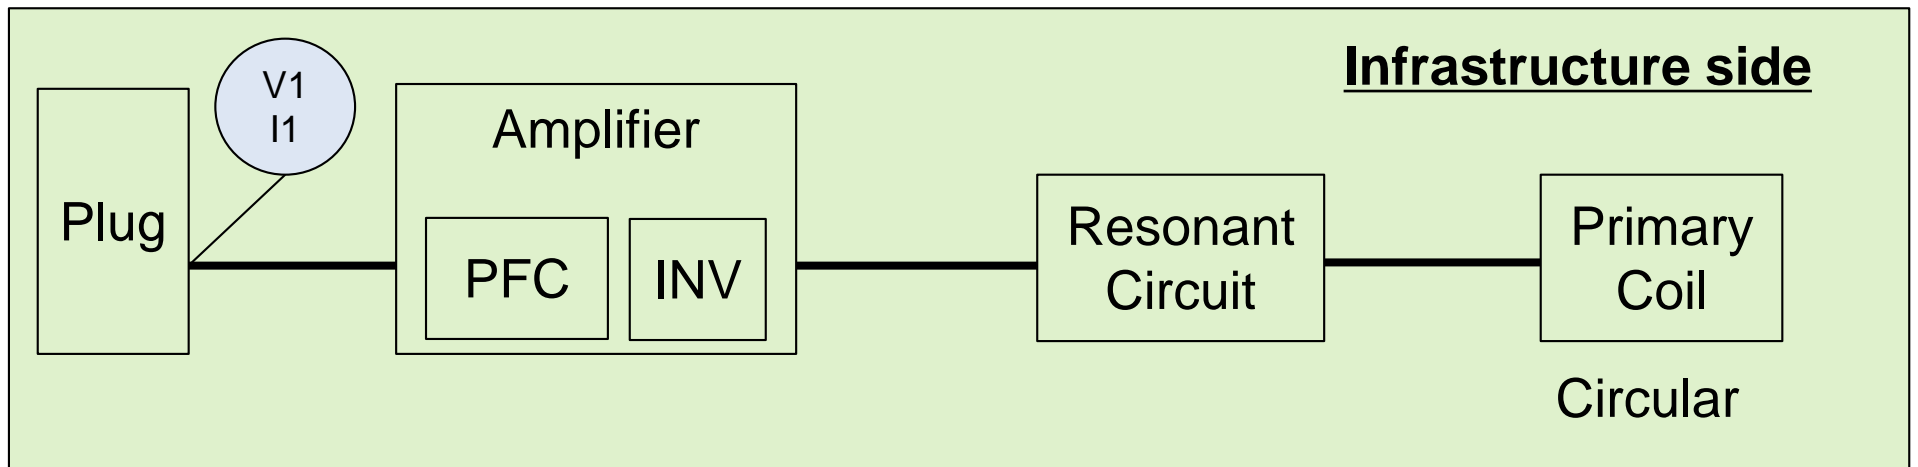 Infrastructure side
V1
I1
Plug
Amplifier
PFC
INV
Resonant
Circuit
Primary
Coil
Circular